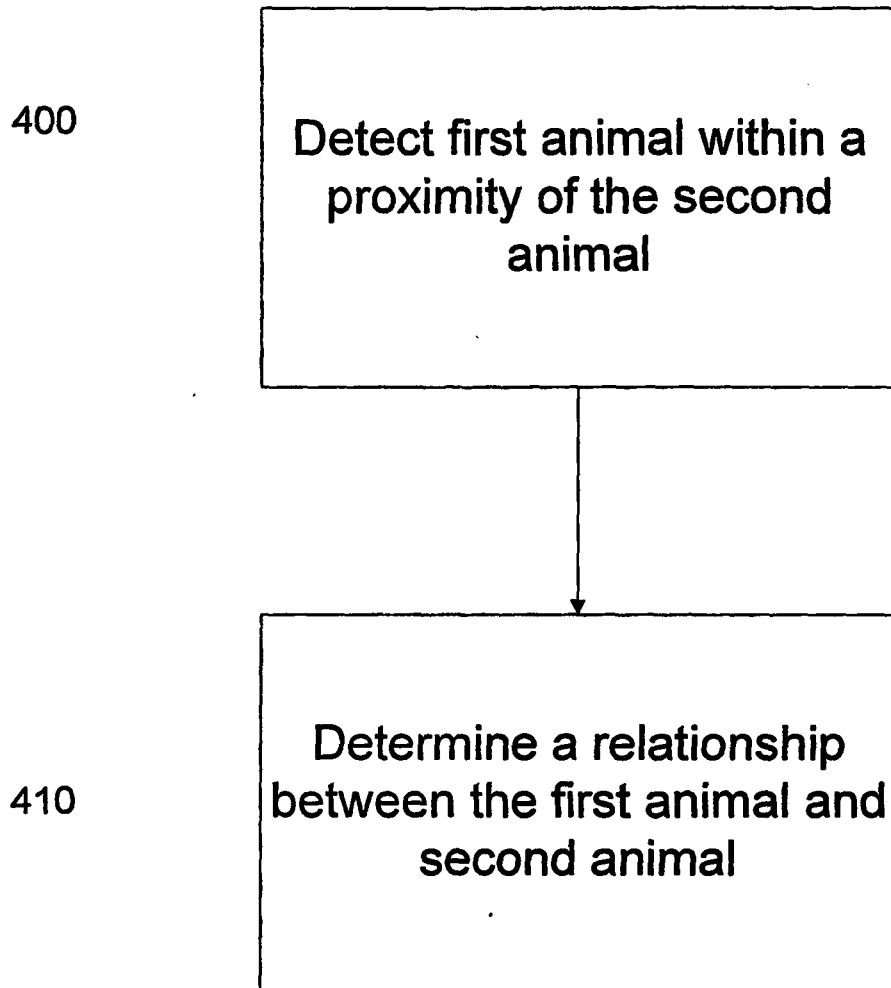 400
Detect first animal within a
proximity of the second
animal
410
Determine a relationship
between the first animal and
second animal